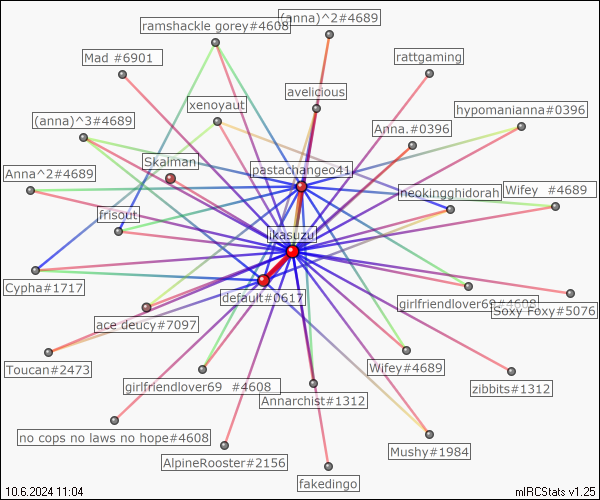 (anna)^2#4689
ramshackle gorey#4608
Mad #6901
rattgaming
avelicious
xenoyaut
hypomanianna#0396
(anna)^3#4689
Anna.#0396
Skalman
pastachangeo41
Anna^2#4689
neokingghidorah
Wifey #4689
frisout
ikasuzu
Cypha#1717
default#0617
girlfriendlover69#4608
Soxy Foxy#5076
ace deucy#7097
Toucan#2473
Wifey#4689
girlfriendlover69 #4608
zibbits#1312
Annarchist#1312
no cops no laws no hope#4608
Mushy#1984
AlpineRooster#2156
fakedingo
10.6.2024 11:04
mIRCStats v1.25